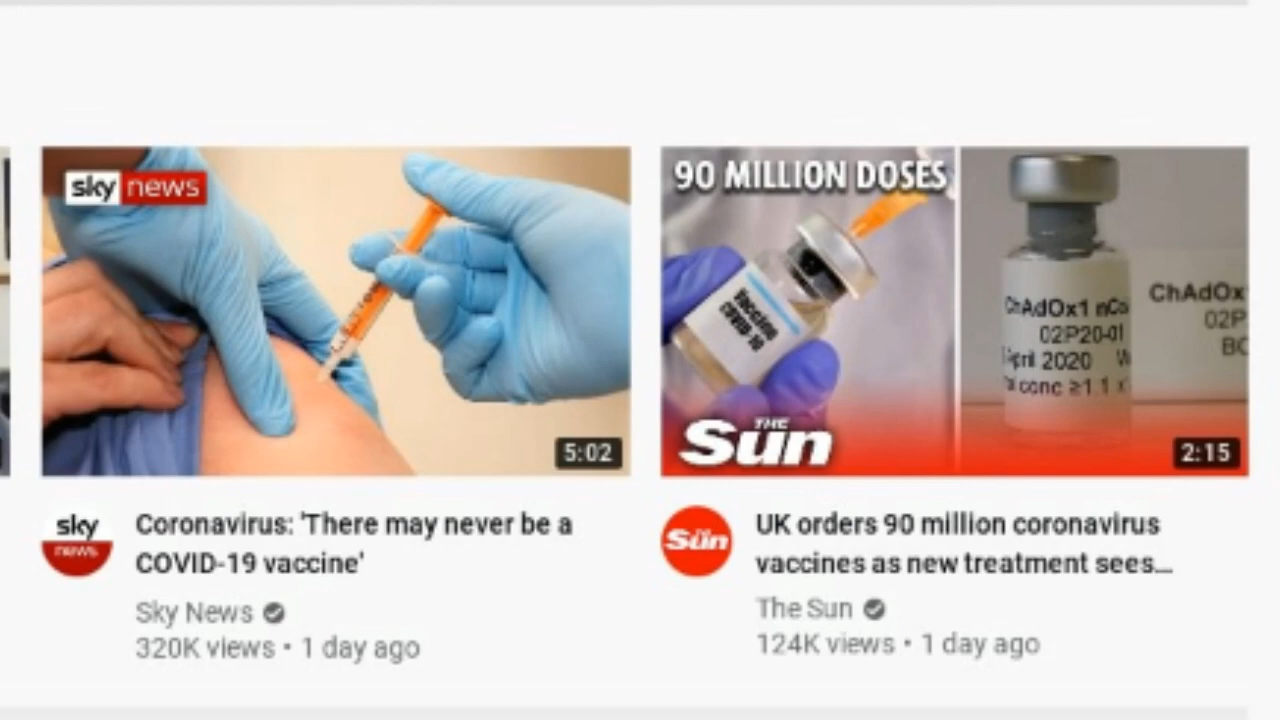 sky news
90 MILLION DOSES
Vaccine
COVID-19
ChAdOx1 nCo
02P20-01
April 2020
conc ≥1.1 x
ChAdOx
02P
BC
THE
Sun
5:02
2:15
sky
news
Coronavirus: 'There may never be a
COVID-19 vaccine'
Sky News
320K views • 1 day ago
THE
Sun
UK orders 90 million coronavirus
vaccines as new treatment sees...
The Sun
124K views • 1 day ago